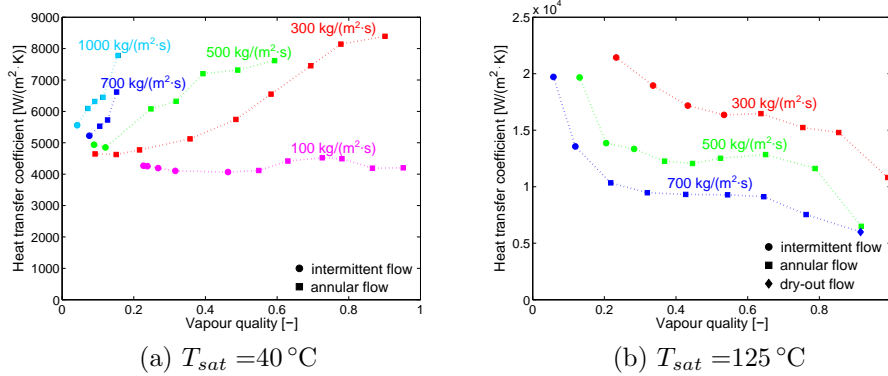 9000
8000
7000
6000
5000
4000
3000
2000
1000
0
0 0.2 0.4 0.6 0.8 1
Heat transfer coefficient [W/(m²·K)]
Vapour quality [−]
1000 kg/(m²·s)
700 kg/(m²·s)
500 kg/(m²·s)
300 kg/(m²·s)
100 kg/(m²·s)
intermittent flow
annular flow
(a) T_sat =40 °C
x 10⁴
2.5
2
1.5
1
0.5
0
0 0.2 0.4 0.6 0.8
Heat transfer coefficient [W/(m²·K)]
Vapour quality [−]
300 kg/(m²·s)
500 kg/(m²·s)
700 kg/(m²·s)
intermittent flow
annular flow
dry-out flow
(b) T_sat =125 °C